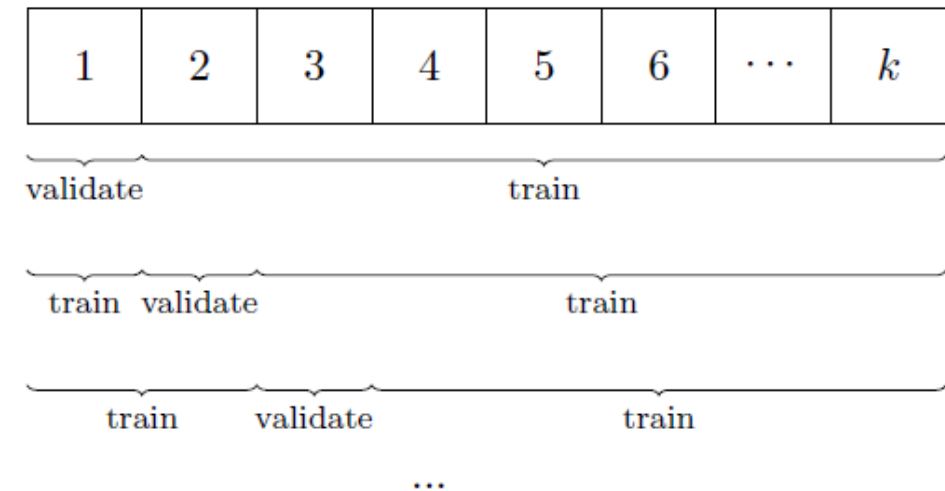 1 2 3 4 5 6 ··· k
validate train
train validate train
train validate train
...